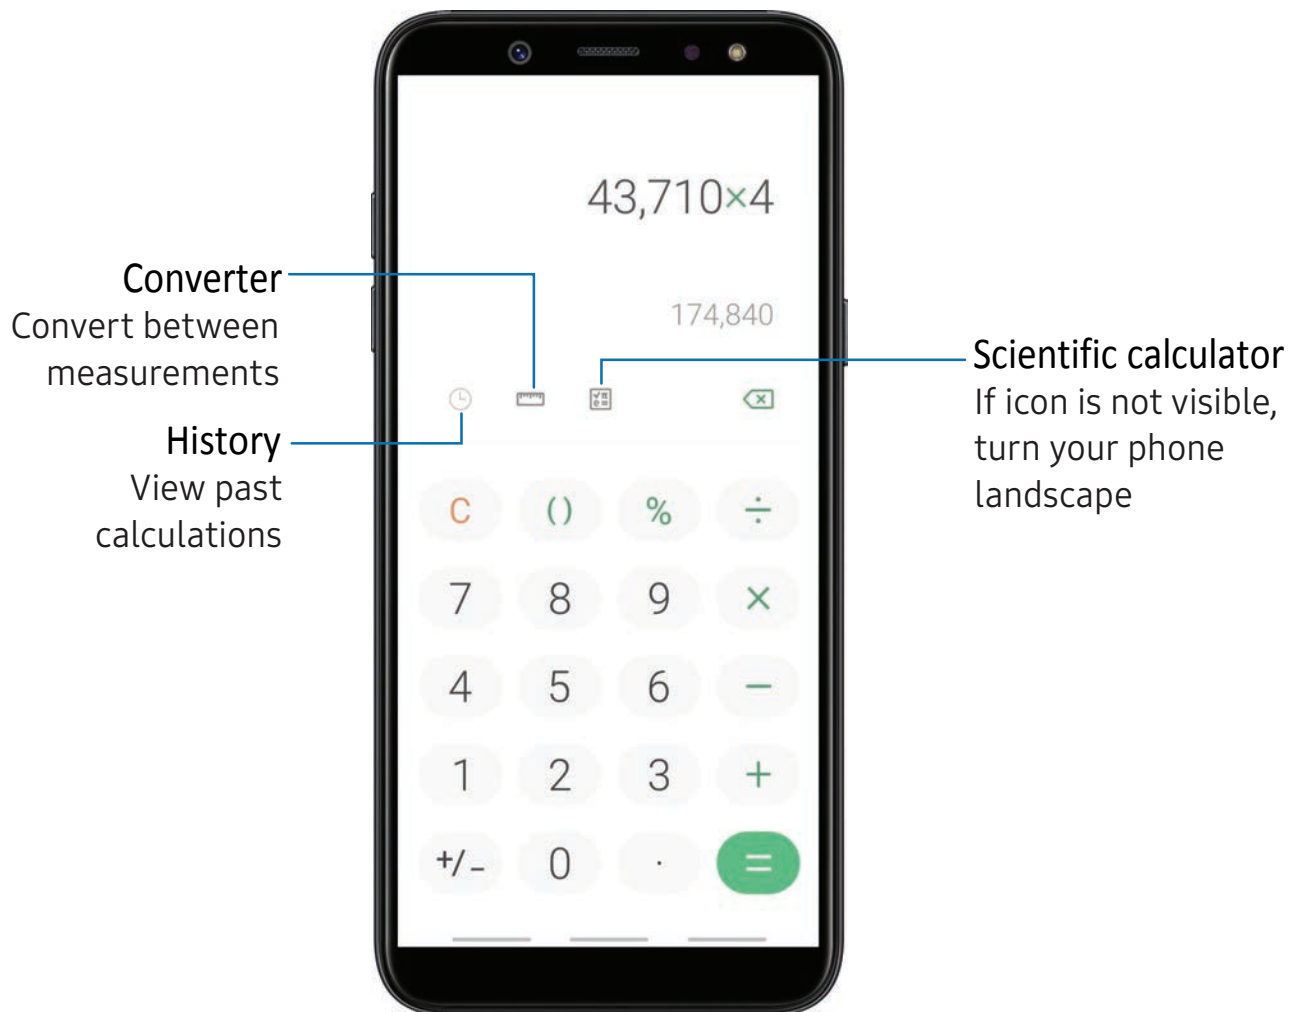 43,710×4
174,840
Converter
Convert between
measurements
History
View past
calculations
Scientific calculator
If icon is not visible,
turn your phone
landscape
C () % ÷
7 8 9 ×
4 5 6 −
1 2 3 +
+/− 0 . =